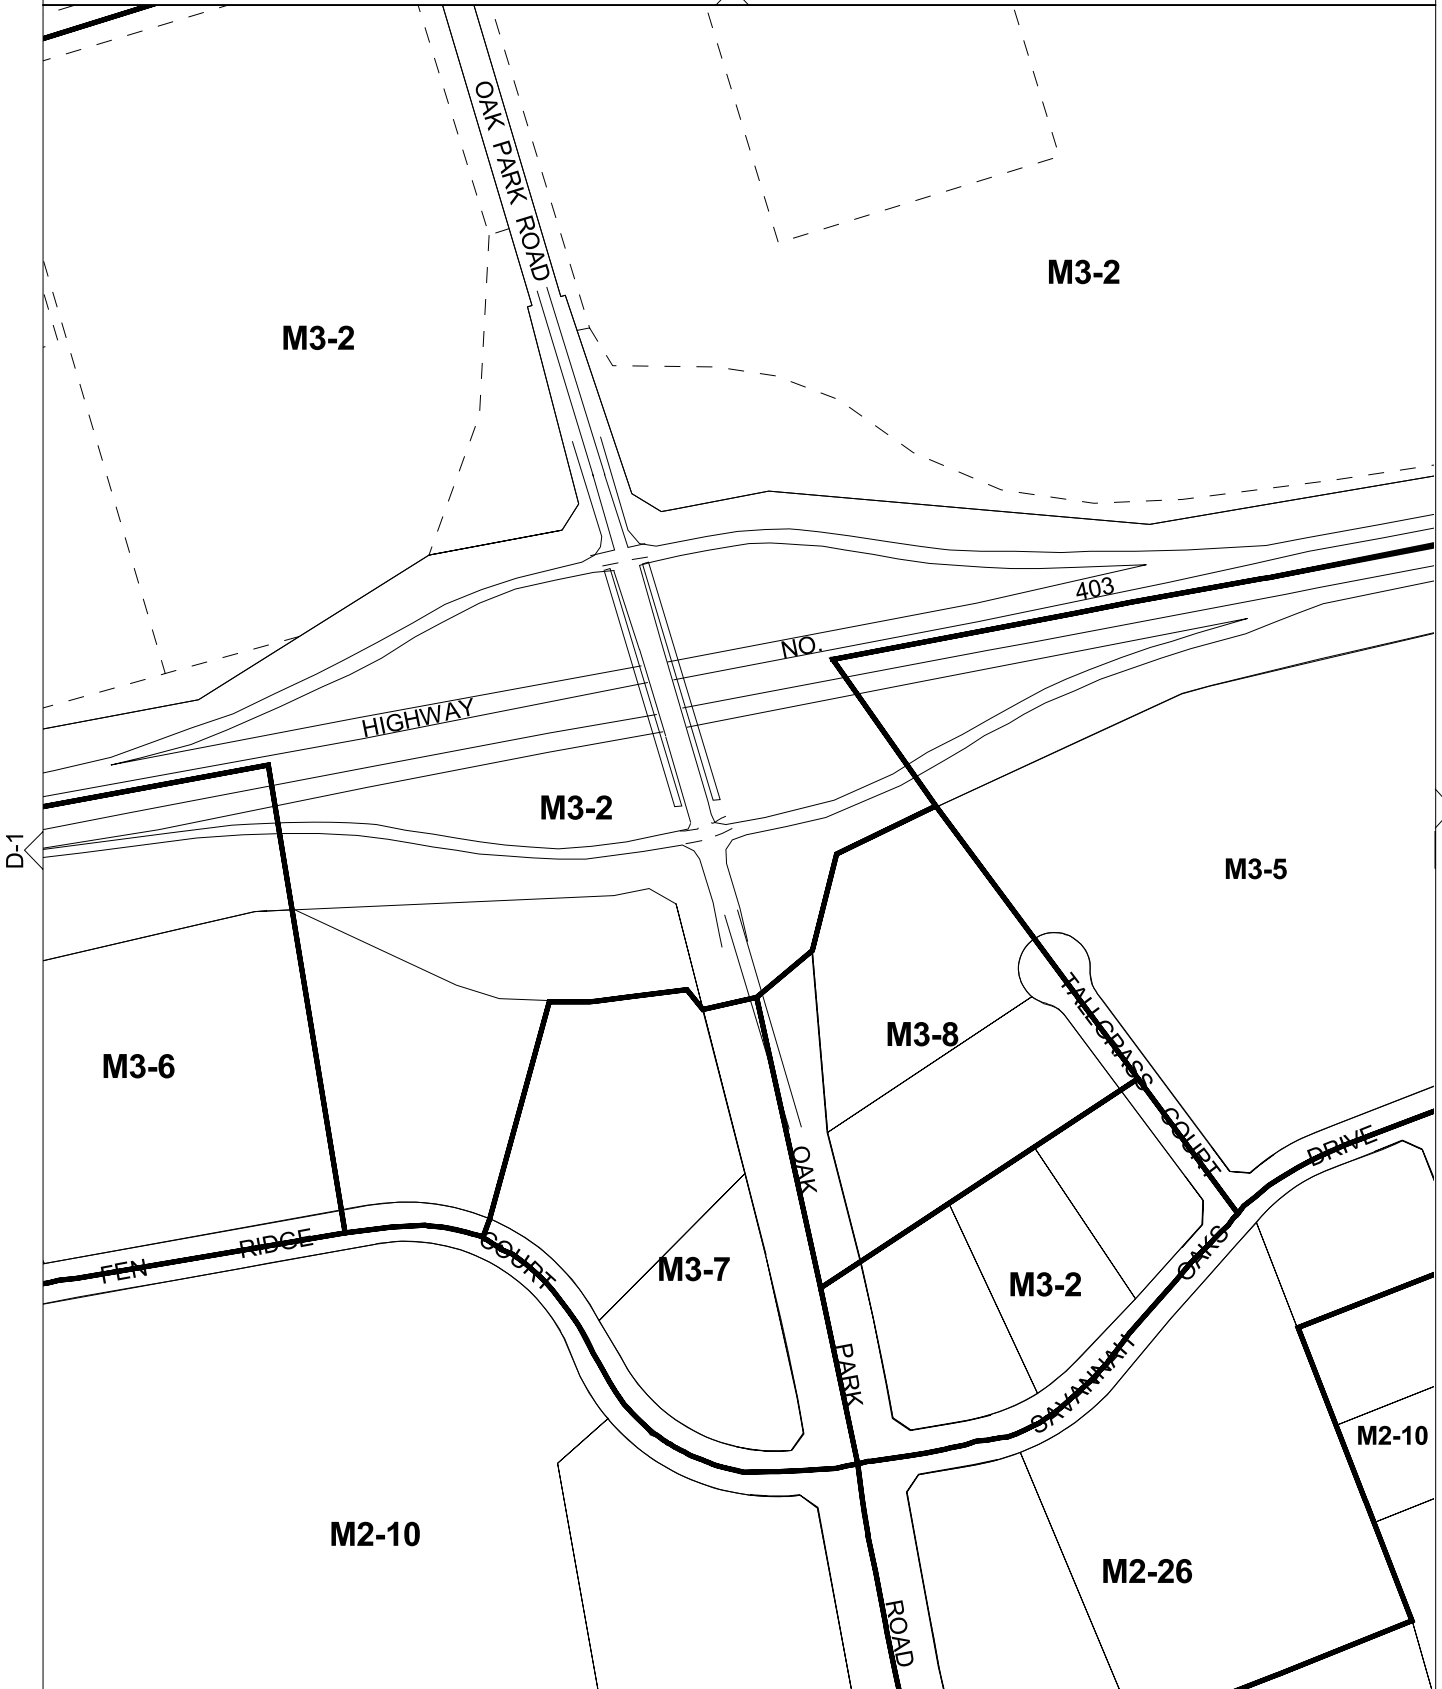 OAK PARK ROAD
M3-2
M3-2
403
NO.
HIGHWAY
M3-2
D-1
M3-5
M3-8
M3-6
TALLGRASS COURT
OAK PARK ROAD
DRIVE
FEN RIDGE COURT
M3-7
SAVANNAH OAKS
M3-2
M2-10
M2-10
M2-26